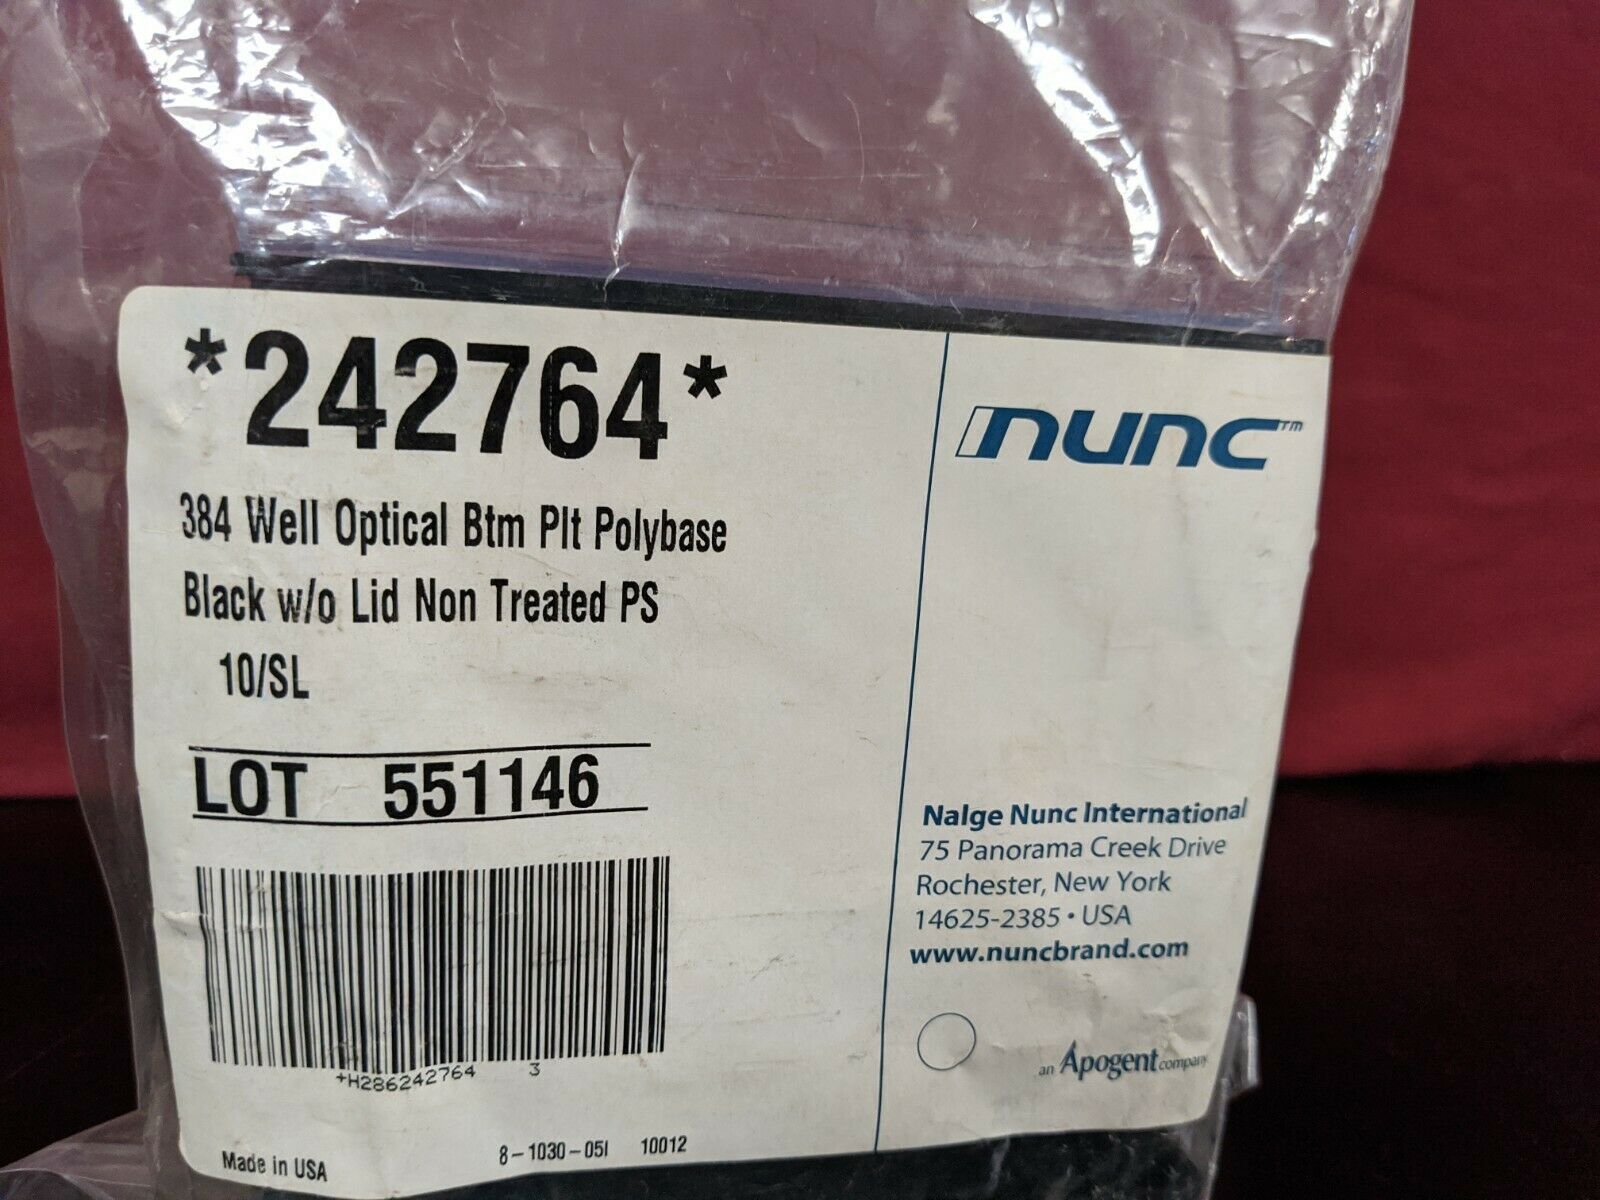 *242764*
384 Well Optical Btm Plt Polybase
Black w/o Lid Non Treated PS
10/SL
LOT 551146
+H286242764 3
Made in USA
8-1030-05I 10012
nunc™
Nalge Nunc International
75 Panorama Creek Drive
Rochester, New York
14625-2385 • USA
www.nuncbrand.com
an Apogent company